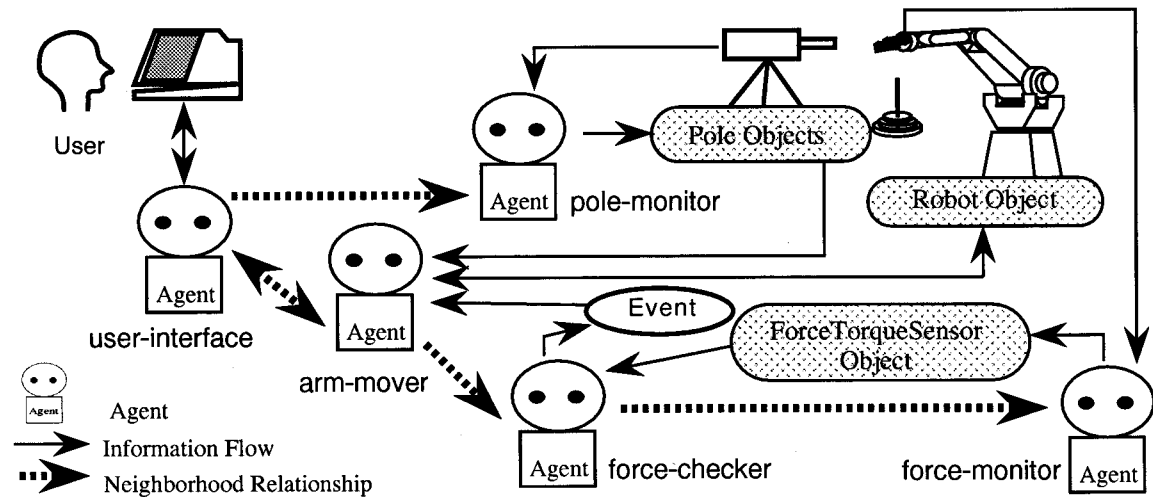 User
Pole Objects
Agent
pole-monitor
Robot Object
Agent
user-interface
Agent
arm-mover
Event
ForceTorqueSensor
Object
Agent
force-checker
force-monitor
Agent
Agent
Agent
Information Flow
Neighborhood Relationship